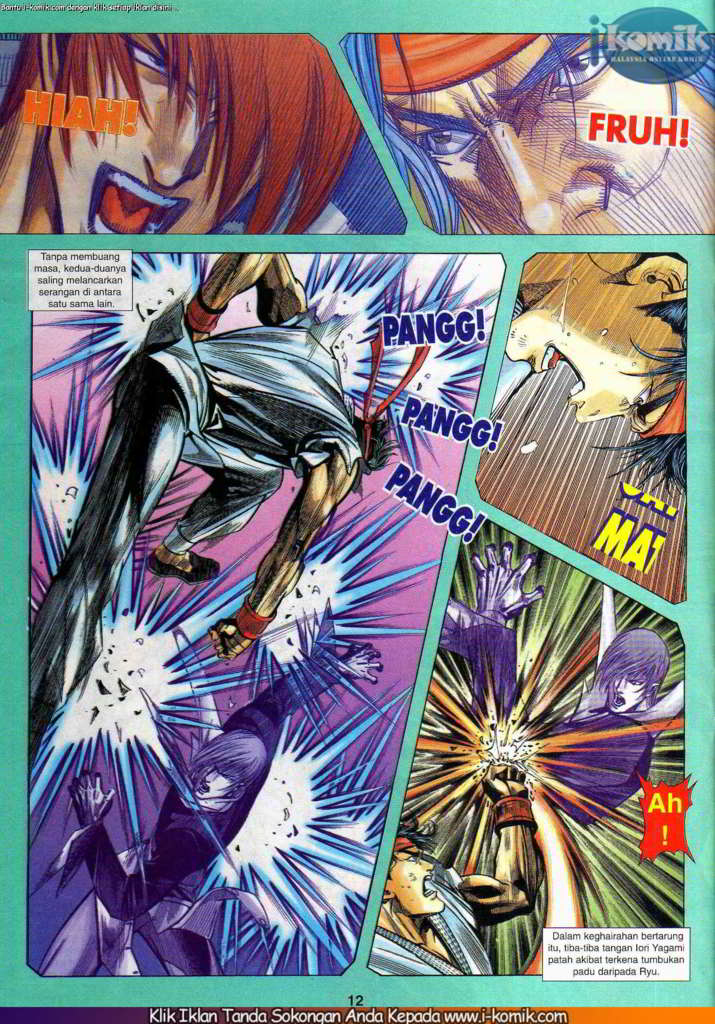 Bantu i-komik.com dengan klik setiap iklan disini...
ikomik
MALAYSIA ONLINE KOMIK
HIAH!
FRUH!
Tanpa membuang
masa, kedua-duanya
saling melancarkan
serangan di antara
satu sama lain.
PANGG!
PANGG!
PANGG!
Ah
!
Dalam keghairahan bertarung
itu, tiba-tiba tangan Iori Yagami
patah akibat terkena tumbukan
padu daripada Ryu.
12
Klik Iklan Tanda Sokongan Anda Kepada www.i-komik.com